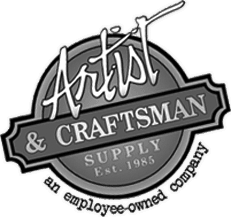 Artist
& CRAFTSMAN
SUPPLY
Est. 1985
an employee-owned company